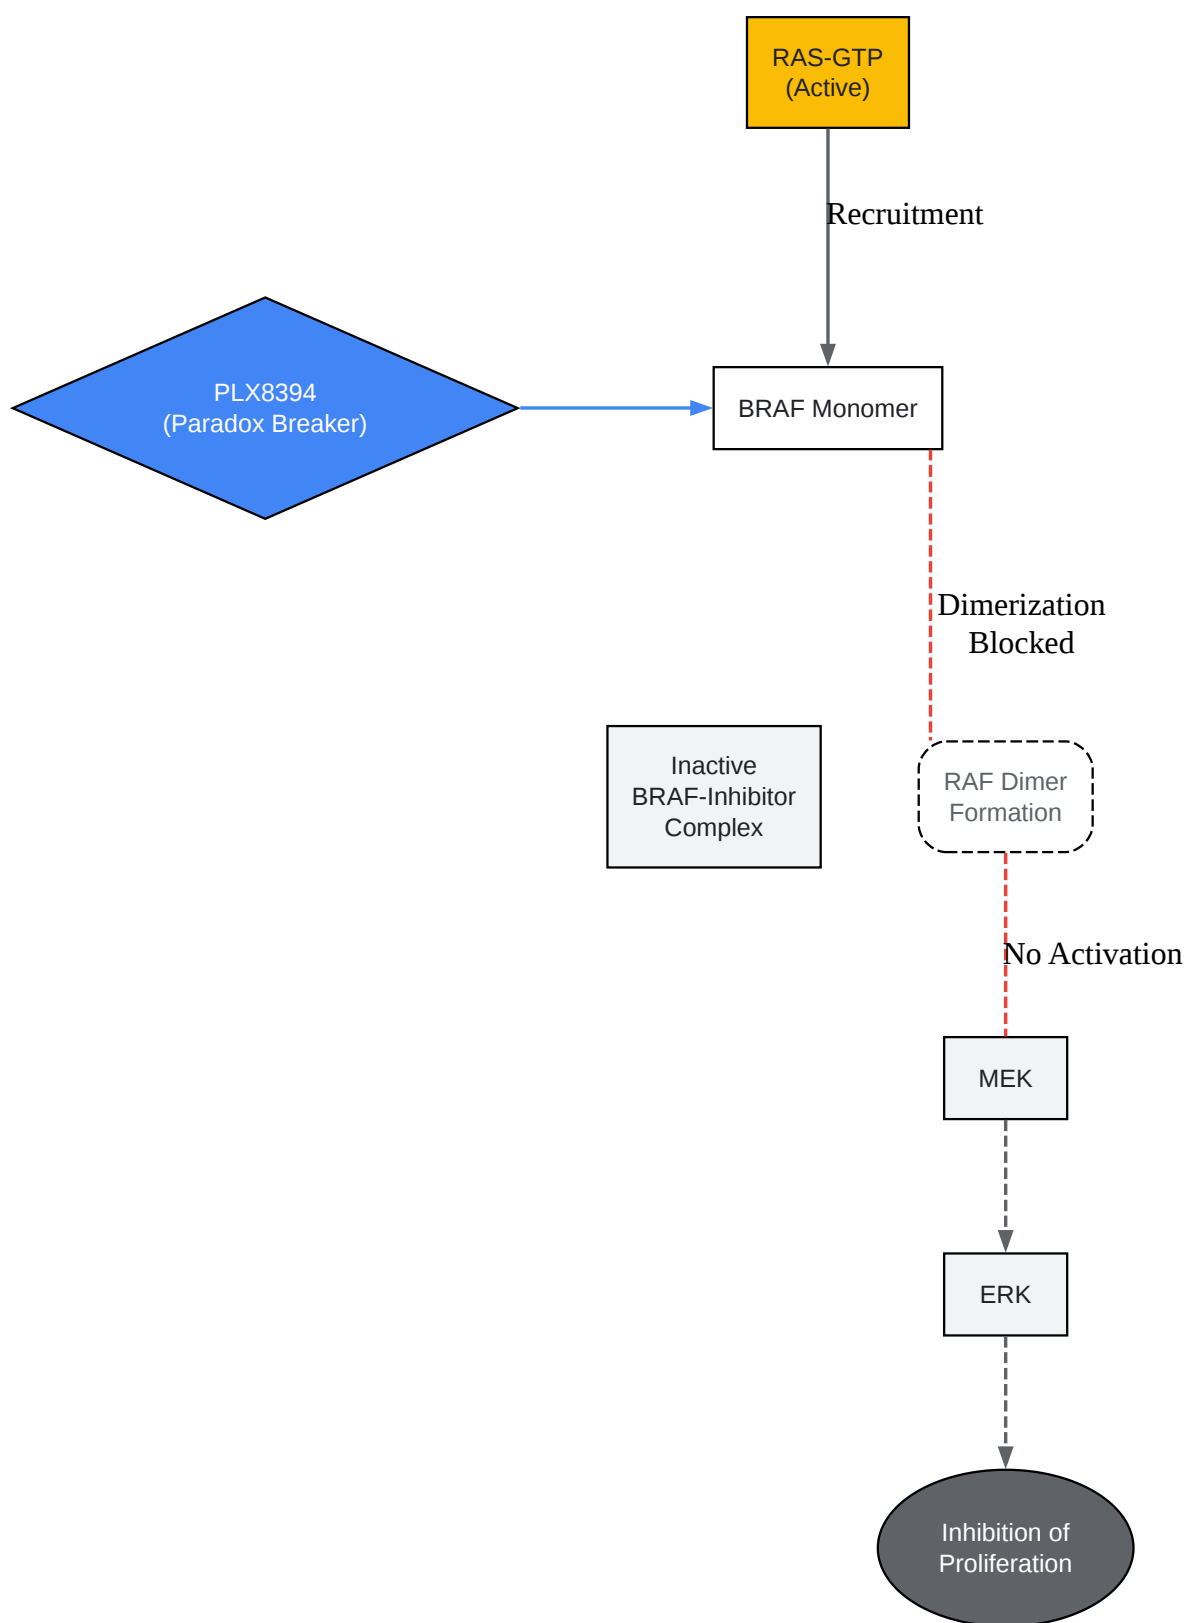 RAS-GTP
(Active)
Recruitment
PLX8394
(Paradox Breaker)
BRAF Monomer
Dimerization
Blocked
Inactive
BRAF-Inhibitor
Complex
RAF Dimer
Formation
No Activation
MEK
ERK
Inhibition of
Proliferation